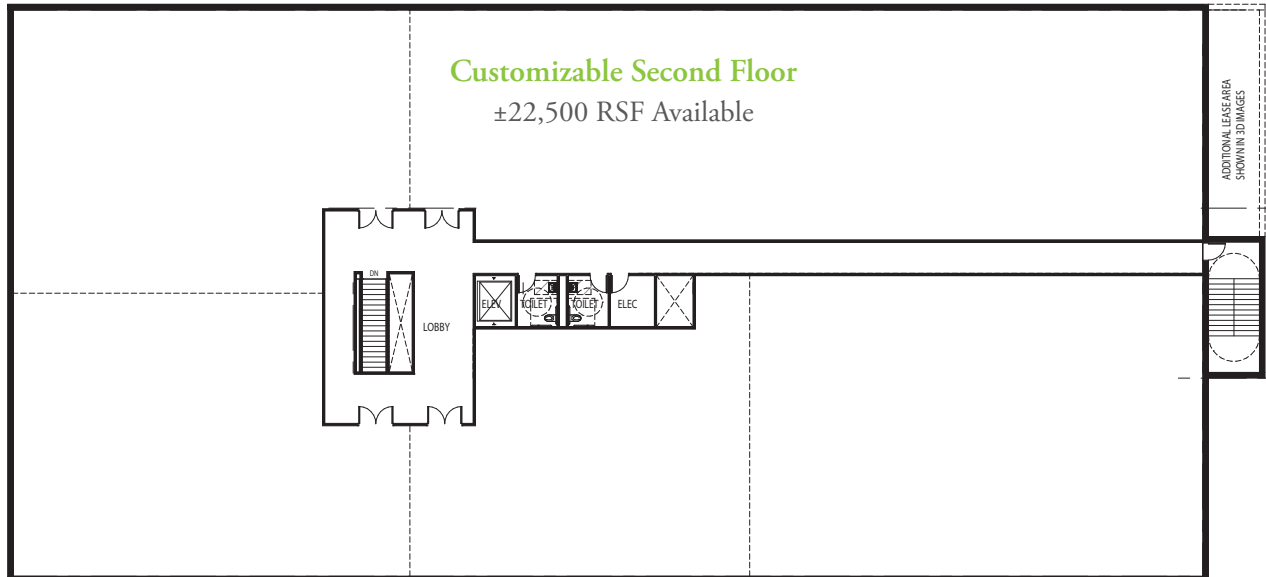 Customizable Second Floor
±22,500 RSF Available
ADDITIONAL LEASE AREA
SHOWN IN 3D IMAGES
DN
LOBBY
ELEV
TOILET
TOILET
ELEC